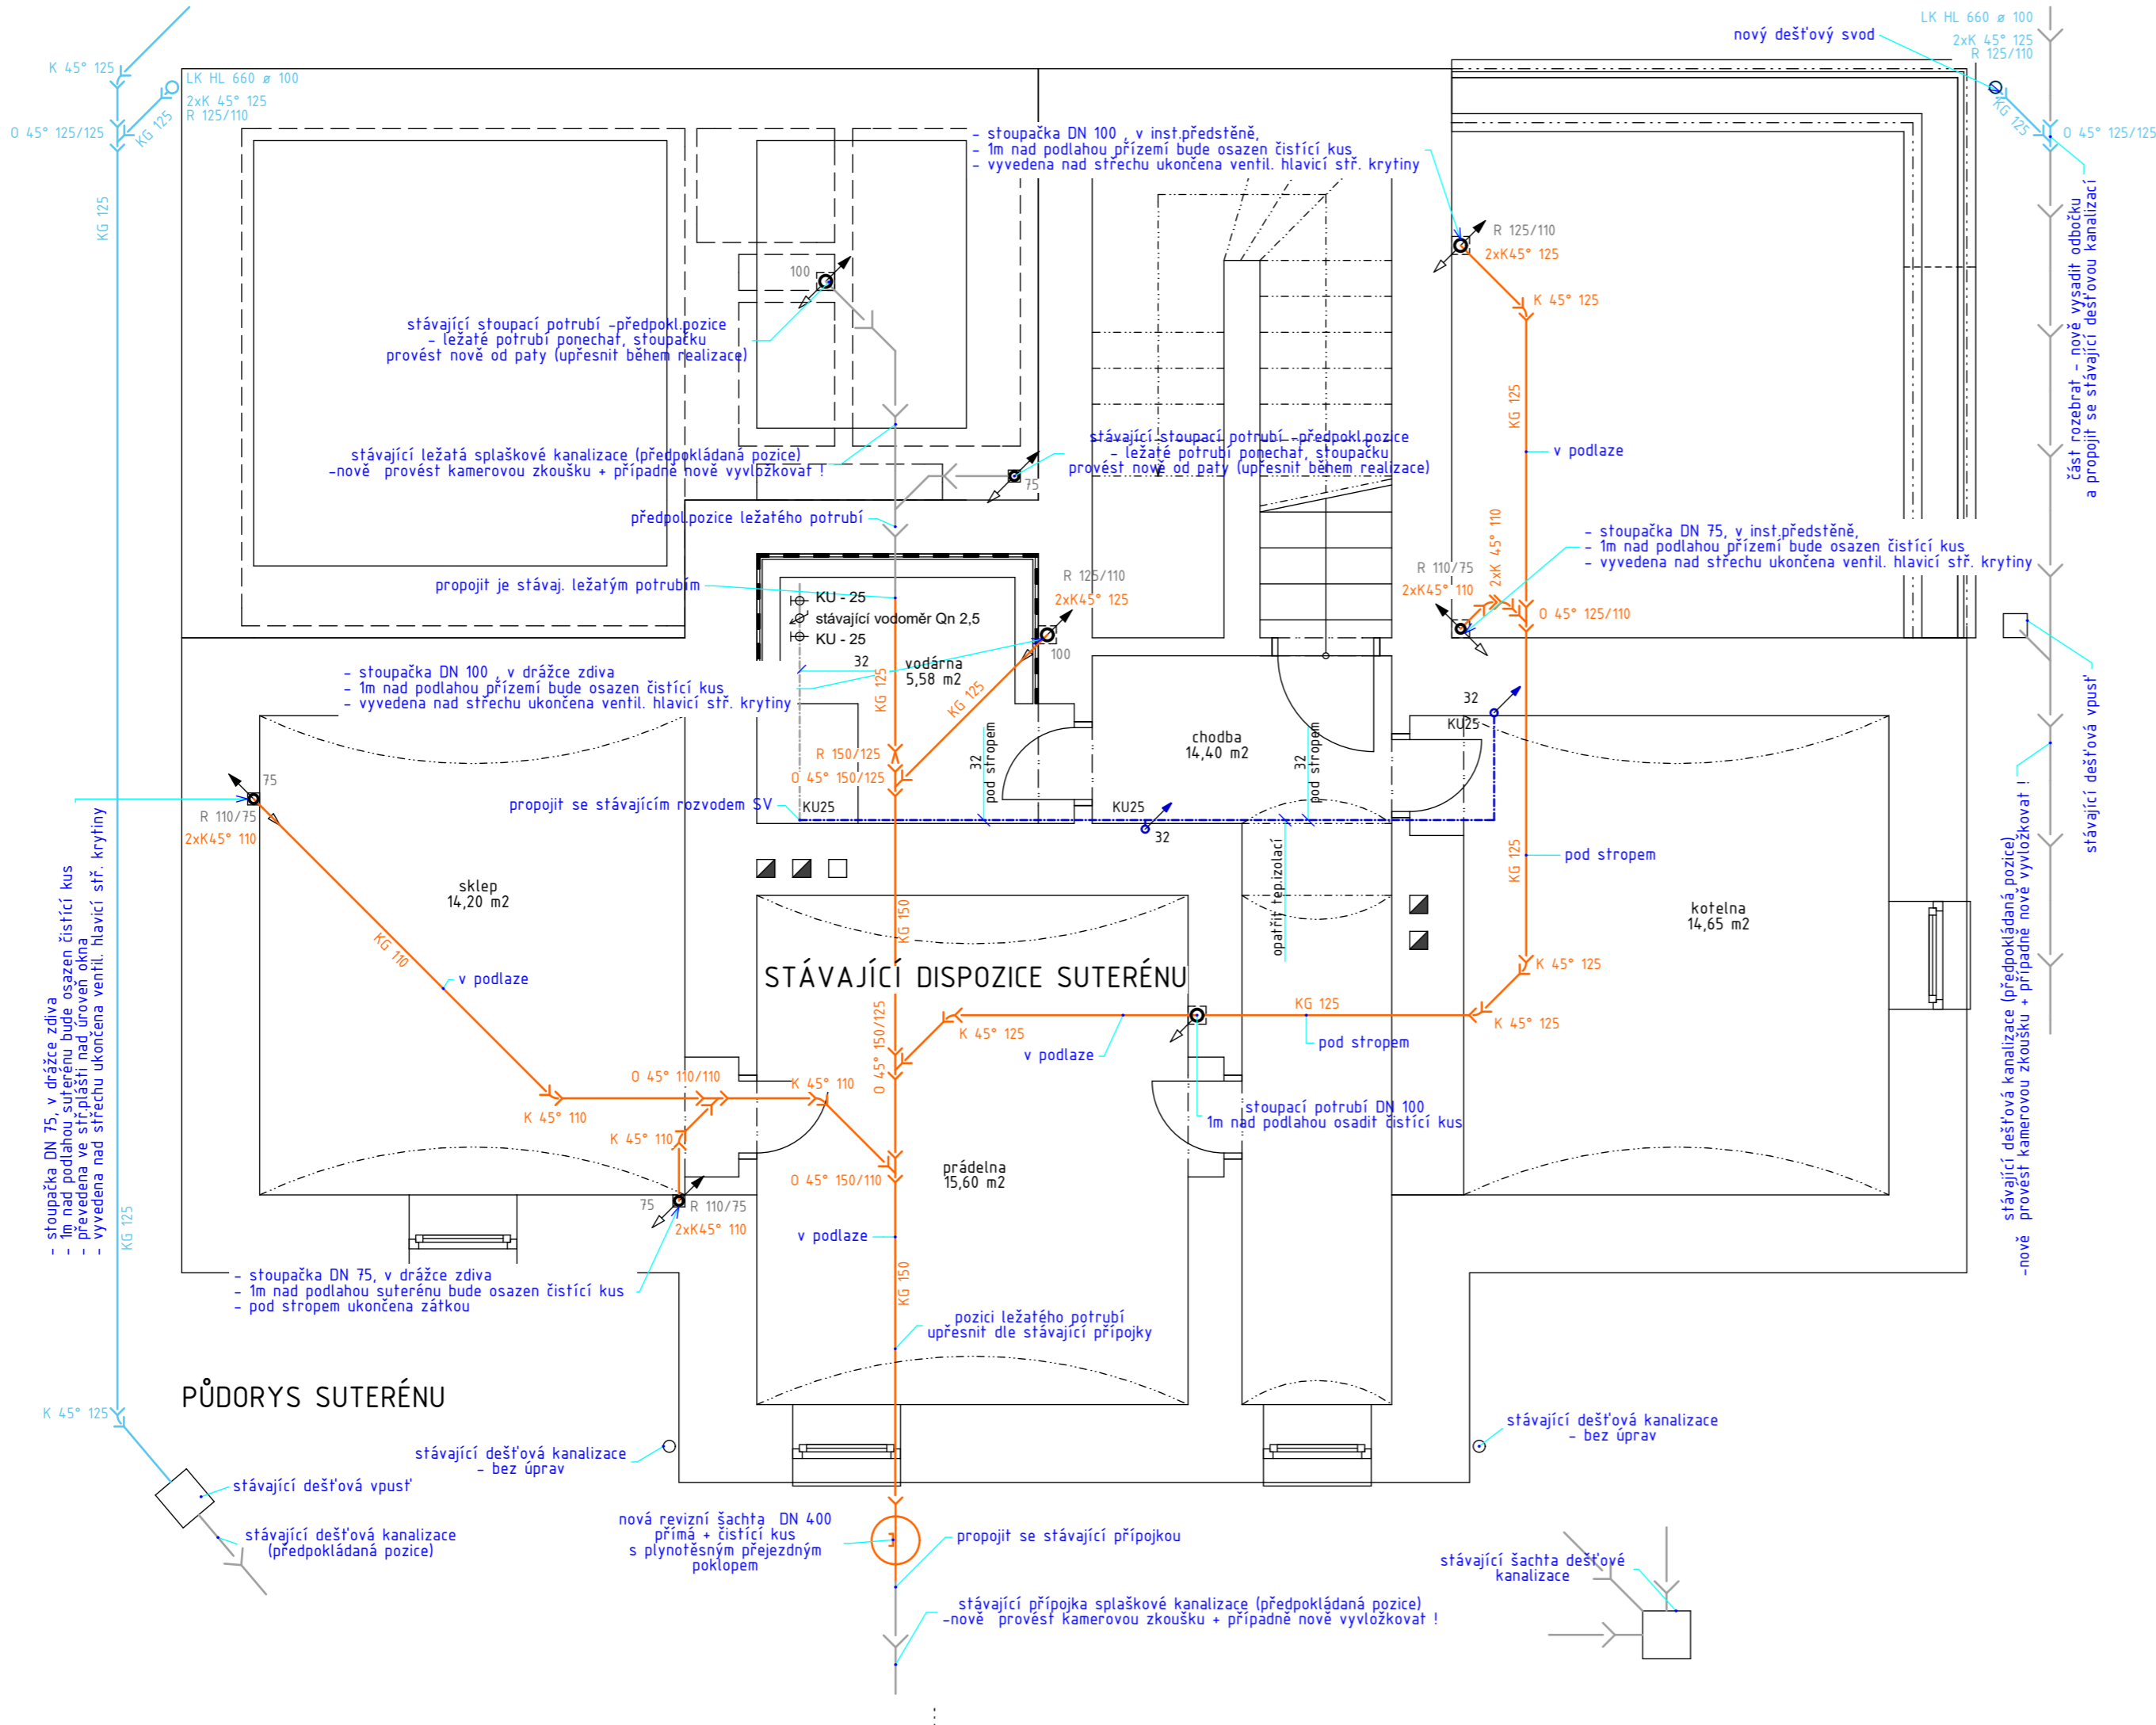 K 45° 125
LK HL 660 ø 100
2xK 45° 125
R 125/110
O 45° 125/125
KG 125
KG 125
nový dešťový svod
LK HL 660 ø 100
2xK 45° 125
R 125/110
KG 125
O 45° 125/125
- stoupačka DN 100 , v inst.předstěně,
- 1m nad podlahou přízemí bude osazen čistící kus
- vyvedena nad střechu ukončena ventil. hlavicí stř. krytiny
část rozebrat - nově vysadit odbočku
a propojit se stávající dešťovou kanalizací
R 125/110
2xK45° 125
K 45° 125
100
stávající stoupací potrubí -předpokl.pozice
- ležaté potrubí ponechat, stoupačku
provést nově od paty (upřesnit během realizace)
KG 125
stávající ležatá splaškové kanalizace (předpokládaná pozice)
-nově provést kamerovou zkoušku + případně nově vyvložkovat !
stávající stoupací potrubí -předpokl.pozice
- ležaté potrubí ponechat, stoupačku
provést nově od paty (upřesnit během realizace)
75
v podlaze
předpol.pozice ležatého potrubí
2xK 45° 110
- stoupačka DN 75, v inst.předstěně,
- 1m nad podlahou přízemí bude osazen čistící kus
- vyvedena nad střechu ukončena ventil. hlavicí stř. krytiny
R 110/75
2xK45° 110
O 45° 125/110
propojit je stávaj. ležatým potrubím
KU - 25
stávající vodoměr Qn 2,5
KU - 25
32
R 125/110
2xK45° 125
100
vodárna
5,58 m2
KG 125
KG 125
- stoupačka DN 100 , v drážce zdiva
- 1m nad podlahou přízemí bude osazen čistící kus
- vyvedena nad střechu ukončena ventil. hlavicí stř. krytiny
stávající dešťová vpusť
32
KU25
chodba
14,40 m2
R 150/125
O 45° 150/125
32
pod stropem
32
pod stropem
75
R 110/75
2xK45° 110
propojit se stávajícím rozvodem SV
KU25
KU25
32
opatřit tep.izolací
KG 125
pod stropem
- stoupačka DN 75, v drážce zdiva
- 1m nad podlahou suterénu bude osazen čistící kus
- převedena ve stř.plášti nad úroveň okna
- vyvedena nad střechu ukončena ventil. hlavicí stř. krytiny
KG 125
sklep
14,20 m2
KG 110
v podlaze
KG 150
kotelna
14,65 m2
STÁVAJÍCÍ DISPOZICE SUTERÉNU
K 45° 125
KG 125
K 45° 125
K 45° 125
v podlaze
pod stropem
O 45° 150/125
stávající dešťová kanalizace (předpokládaná pozice)
-nově provést kamerovou zkoušku + případně nově vyvložkovat !
O 45° 110/110
K 45° 110
K 45° 110
K 45° 110
stoupací potrubí DN 100
1m nad podlahou osadit čistící kus
O 45° 150/110
prádelna
15,60 m2
75
R 110/75
2xK45° 110
v podlaze
KG 150
- stoupačka DN 75, v drážce zdiva
- 1m nad podlahou suterénu bude osazen čistící kus
- pod stropem ukončena zátkou
pozici ležatého potrubí
upřesnit dle stávající přípojky
PŮDORYS SUTERÉNU
K 45° 125
stávající dešťová kanalizace
- bez úprav
stávající dešťová kanalizace
- bez úprav
stávající dešťová vpusť
stávající dešťová kanalizace
(předpokládaná pozice)
nová revizní šachta DN 400
přímá + čistící kus
s plynotěsným přejezdným
poklopem
propojit se stávající přípojkou
stávající šachta dešťové
kanalizace
stávající přípojka splaškové kanalizace (předpokládaná pozice)
-nově provést kamerovou zkoušku + případně nově vyvložkovat !